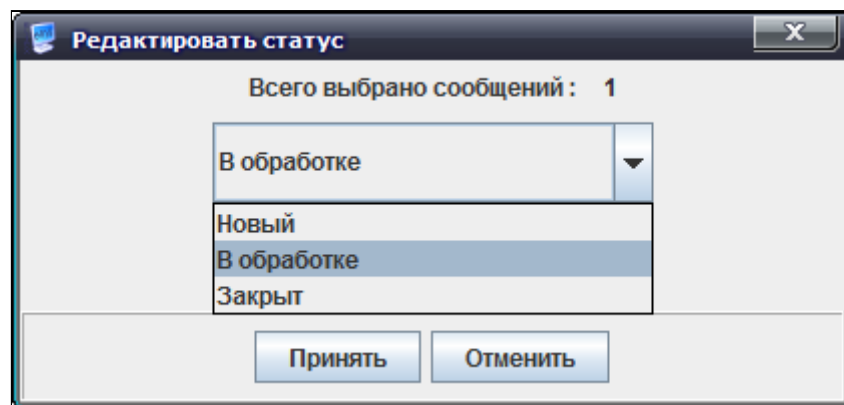 Редактировать статус
Всего выбрано сообщений : 1
В обработке
Новый
В обработке
Закрыт
Принять Отменить